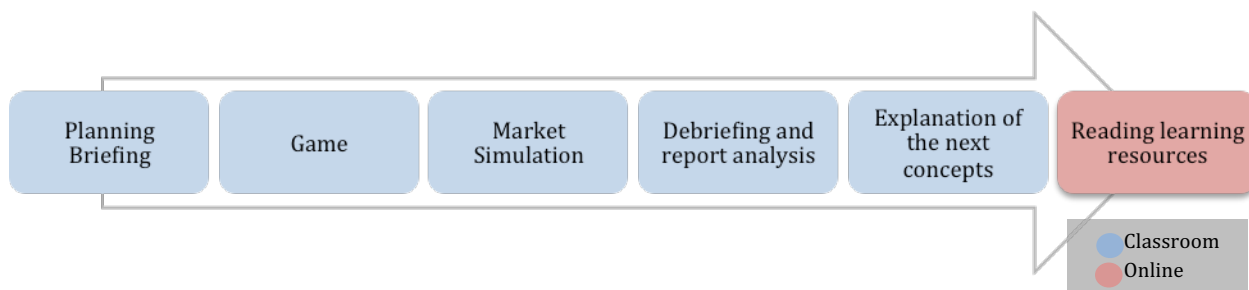 Planning
Briefing
Game
Market
Simulation
Debriefing and
report analysis
Explanation of
the next
concepts
Reading learning
resources
Classroom
Online